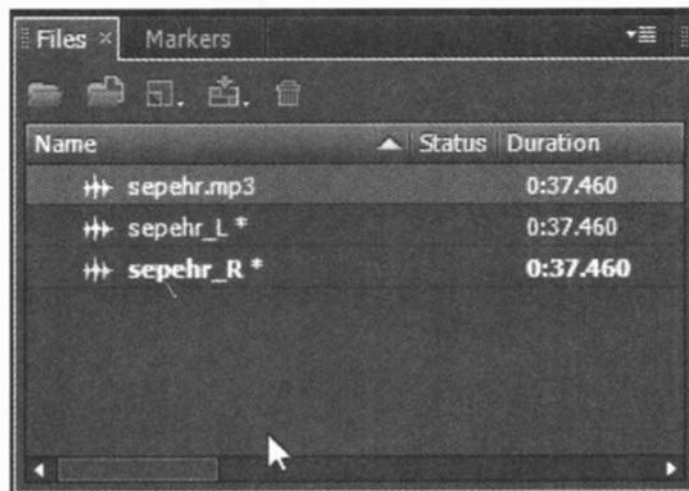 Files × Markers
Name Status Duration
sepehr.mp3 0:37.460
sepehr_L * 0:37.460
sepehr_R * 0:37.460